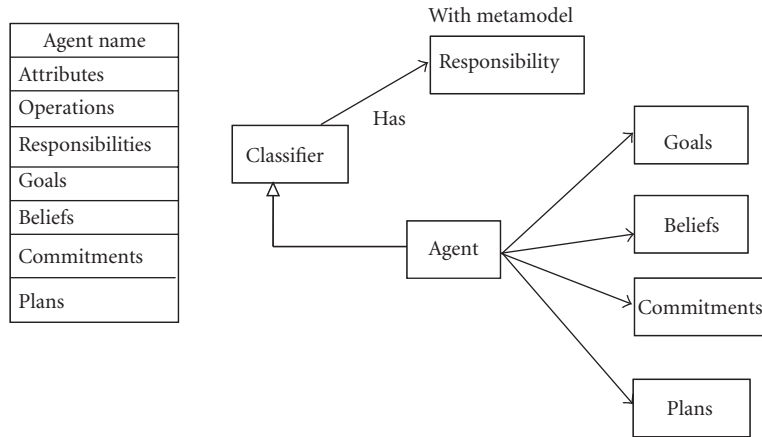 Agent name
Attributes
Operations
Responsibilities
Goals
Beliefs
Commitments
Plans
With metamodel
Responsibility
Has
Classifier
Agent
Goals
Beliefs
Commitments
Plans